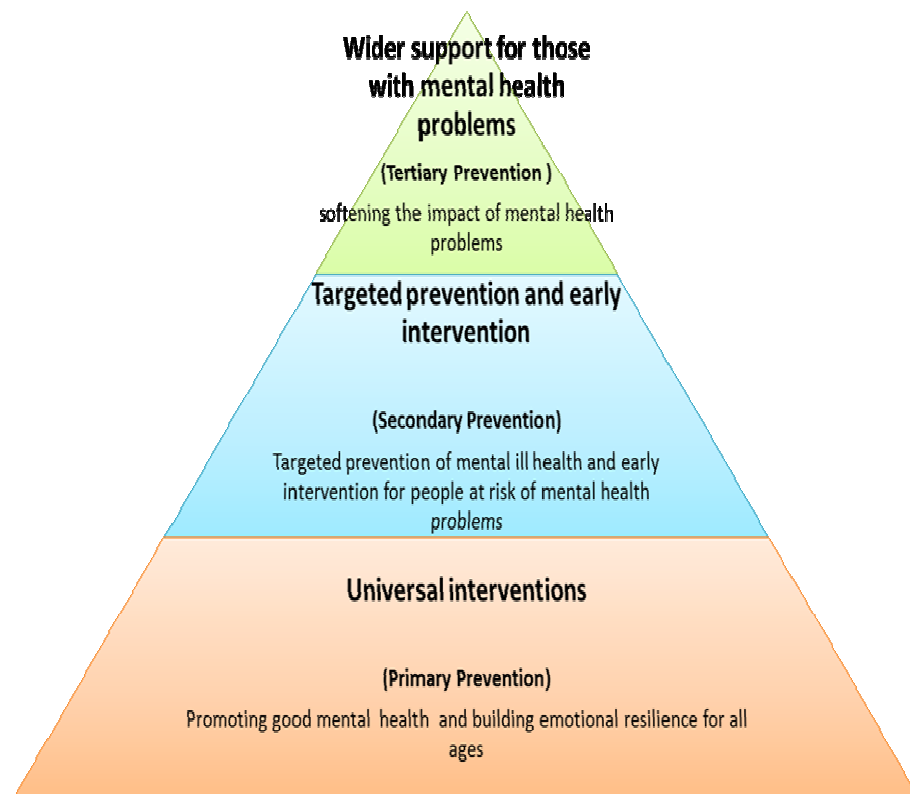 Wider support for those
with mental health
problems
(Tertiary Prevention )
softening the impact of mental health
problems
Targeted prevention and early
intervention
(Secondary Prevention)
Targeted prevention of mental ill health and early
intervention for people at risk of mental health
problems
Universal interventions
(Primary Prevention)
Promoting good mental health and building emotional resilience for all
ages